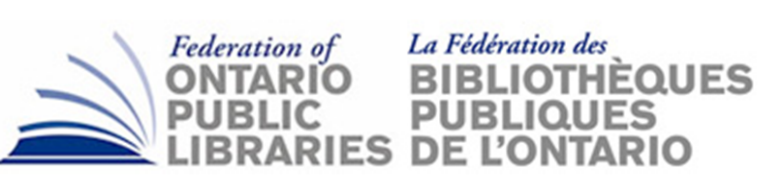 Federation of
ONTARIO
PUBLIC
LIBRARIES
La Fédération des
BIBLIOTHÈQUES
PUBLIQUES
DE L'ONTARIO